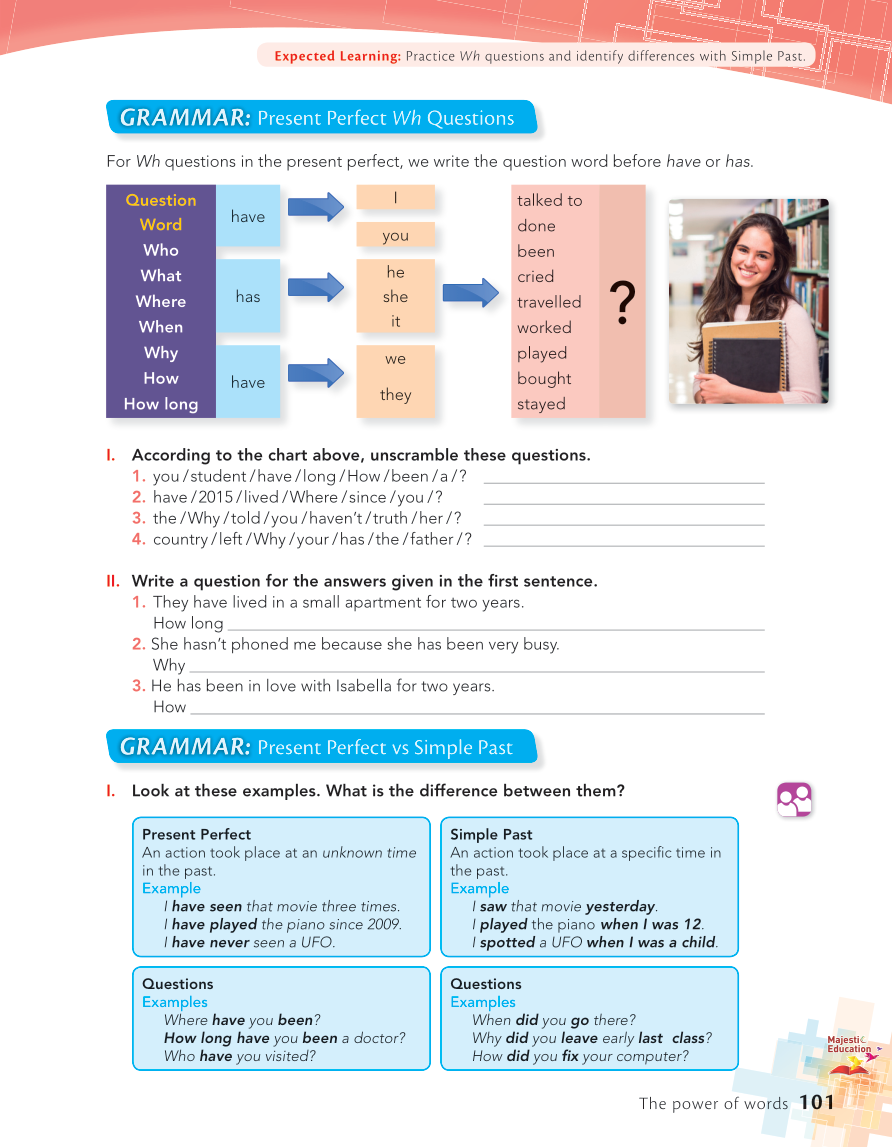 Expected Learning: Practice Wh questions and identify differences with Simple Past.
GRAMMAR: Present Perfect Wh Questions
For Wh questions in the present perfect, we write the question word before have or has.
Question
Word
Who
What
Where
When
Why
How
How long
have
has
have
I
you
he
she
it
we
they
talked to
done
been
cried
travelled
worked
played
bought
stayed
?
I. According to the chart above, unscramble these questions.
1. you / student / have / long / How / been / a / ?
2. have / 2015 / lived / Where / since / you / ?
3. the / Why / told / you / haven't / truth / her / ?
4. country / left / Why / your / has / the / father / ?
II. Write a question for the answers given in the first sentence.
1. They have lived in a small apartment for two years.
How long
2. She hasn't phoned me because she has been very busy.
Why
3. He has been in love with Isabella for two years.
How
GRAMMAR: Present Perfect vs Simple Past
I. Look at these examples. What is the difference between them?
Present Perfect
An action took place at an unknown time
in the past.
Example
I have seen that movie three times.
I have played the piano since 2009.
I have never seen a UFO.
Simple Past
An action took place at a specific time in
the past.
Example
I saw that movie yesterday.
I played the piano when I was 12.
I spotted a UFO when I was a child.
Questions
Examples
Where have you been?
How long have you been a doctor?
Who have you visited?
Questions
Examples
When did you go there?
Why did you leave early last class?
How did you fix your computer?
Majestic
Education
The power of words 101